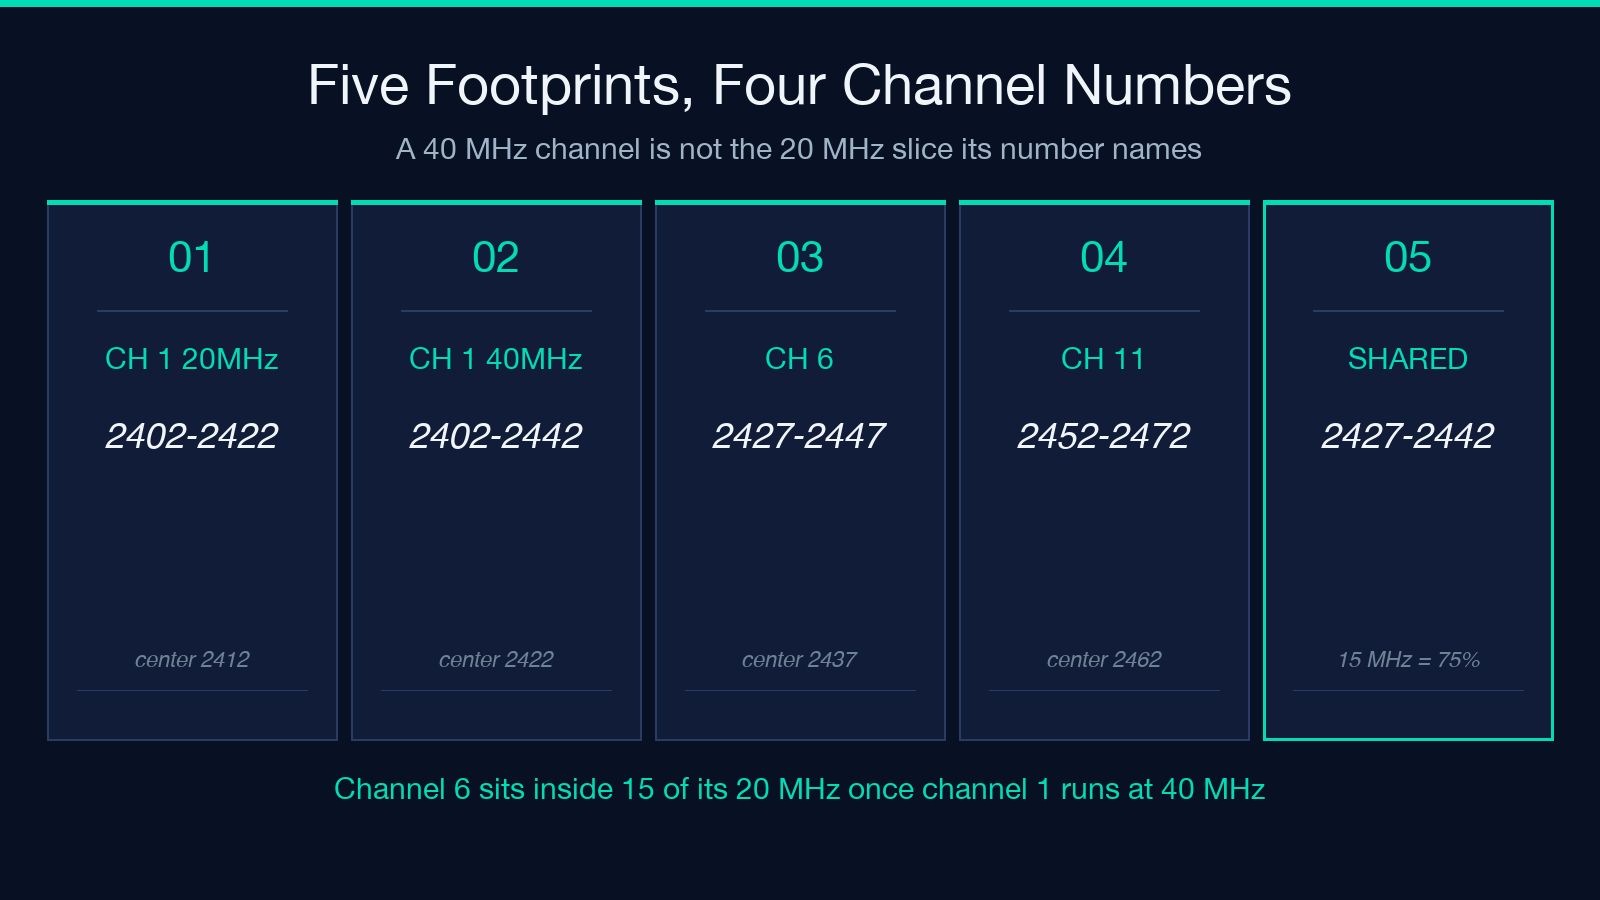 Five Footprints, Four Channel Numbers
A 40 MHz channel is not the 20 MHz slice its number names
01
CH 1 20MHz
2402-2422
center 2412
02
CH 1 40MHz
2402-2442
center 2422
03
CH 6
2427-2447
center 2437
04
CH 11
2452-2472
center 2462
05
SHARED
2427-2442
15 MHz = 75%
Channel 6 sits inside 15 of its 20 MHz once channel 1 runs at 40 MHz